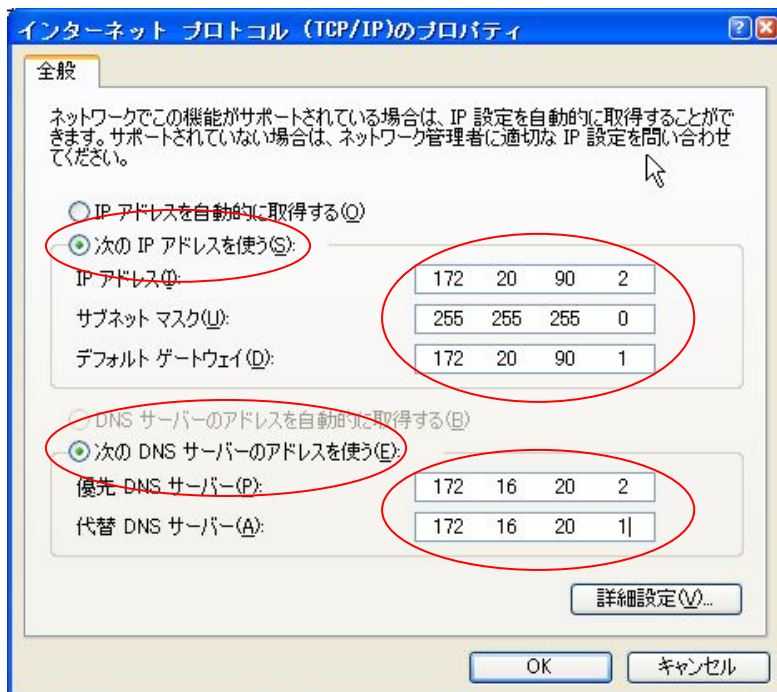 インターネット プロトコル (TCP/IP)のプロパティ
全般
ネットワークでこの機能がサポートされている場合は、IP 設定を自動的に取得することがで
きます。サポートされていない場合は、ネットワーク管理者に適切な IP 設定を問い合わせ
てください。
IP アドレスを自動的に取得する(O)
次の IP アドレスを使う(S):
IP アドレス(I): 172 20 90 2
サブネット マスク(U): 255 255 255 0
デフォルト ゲートウェイ(D): 172 20 90 1
DNS サーバーのアドレスを自動的に取得する(B)
次の DNS サーバーのアドレスを使う(E):
優先 DNS サーバー(P): 172 16 20 2
代替 DNS サーバー(A): 172 16 20 1
詳細設定(V)...
OK キャンセル